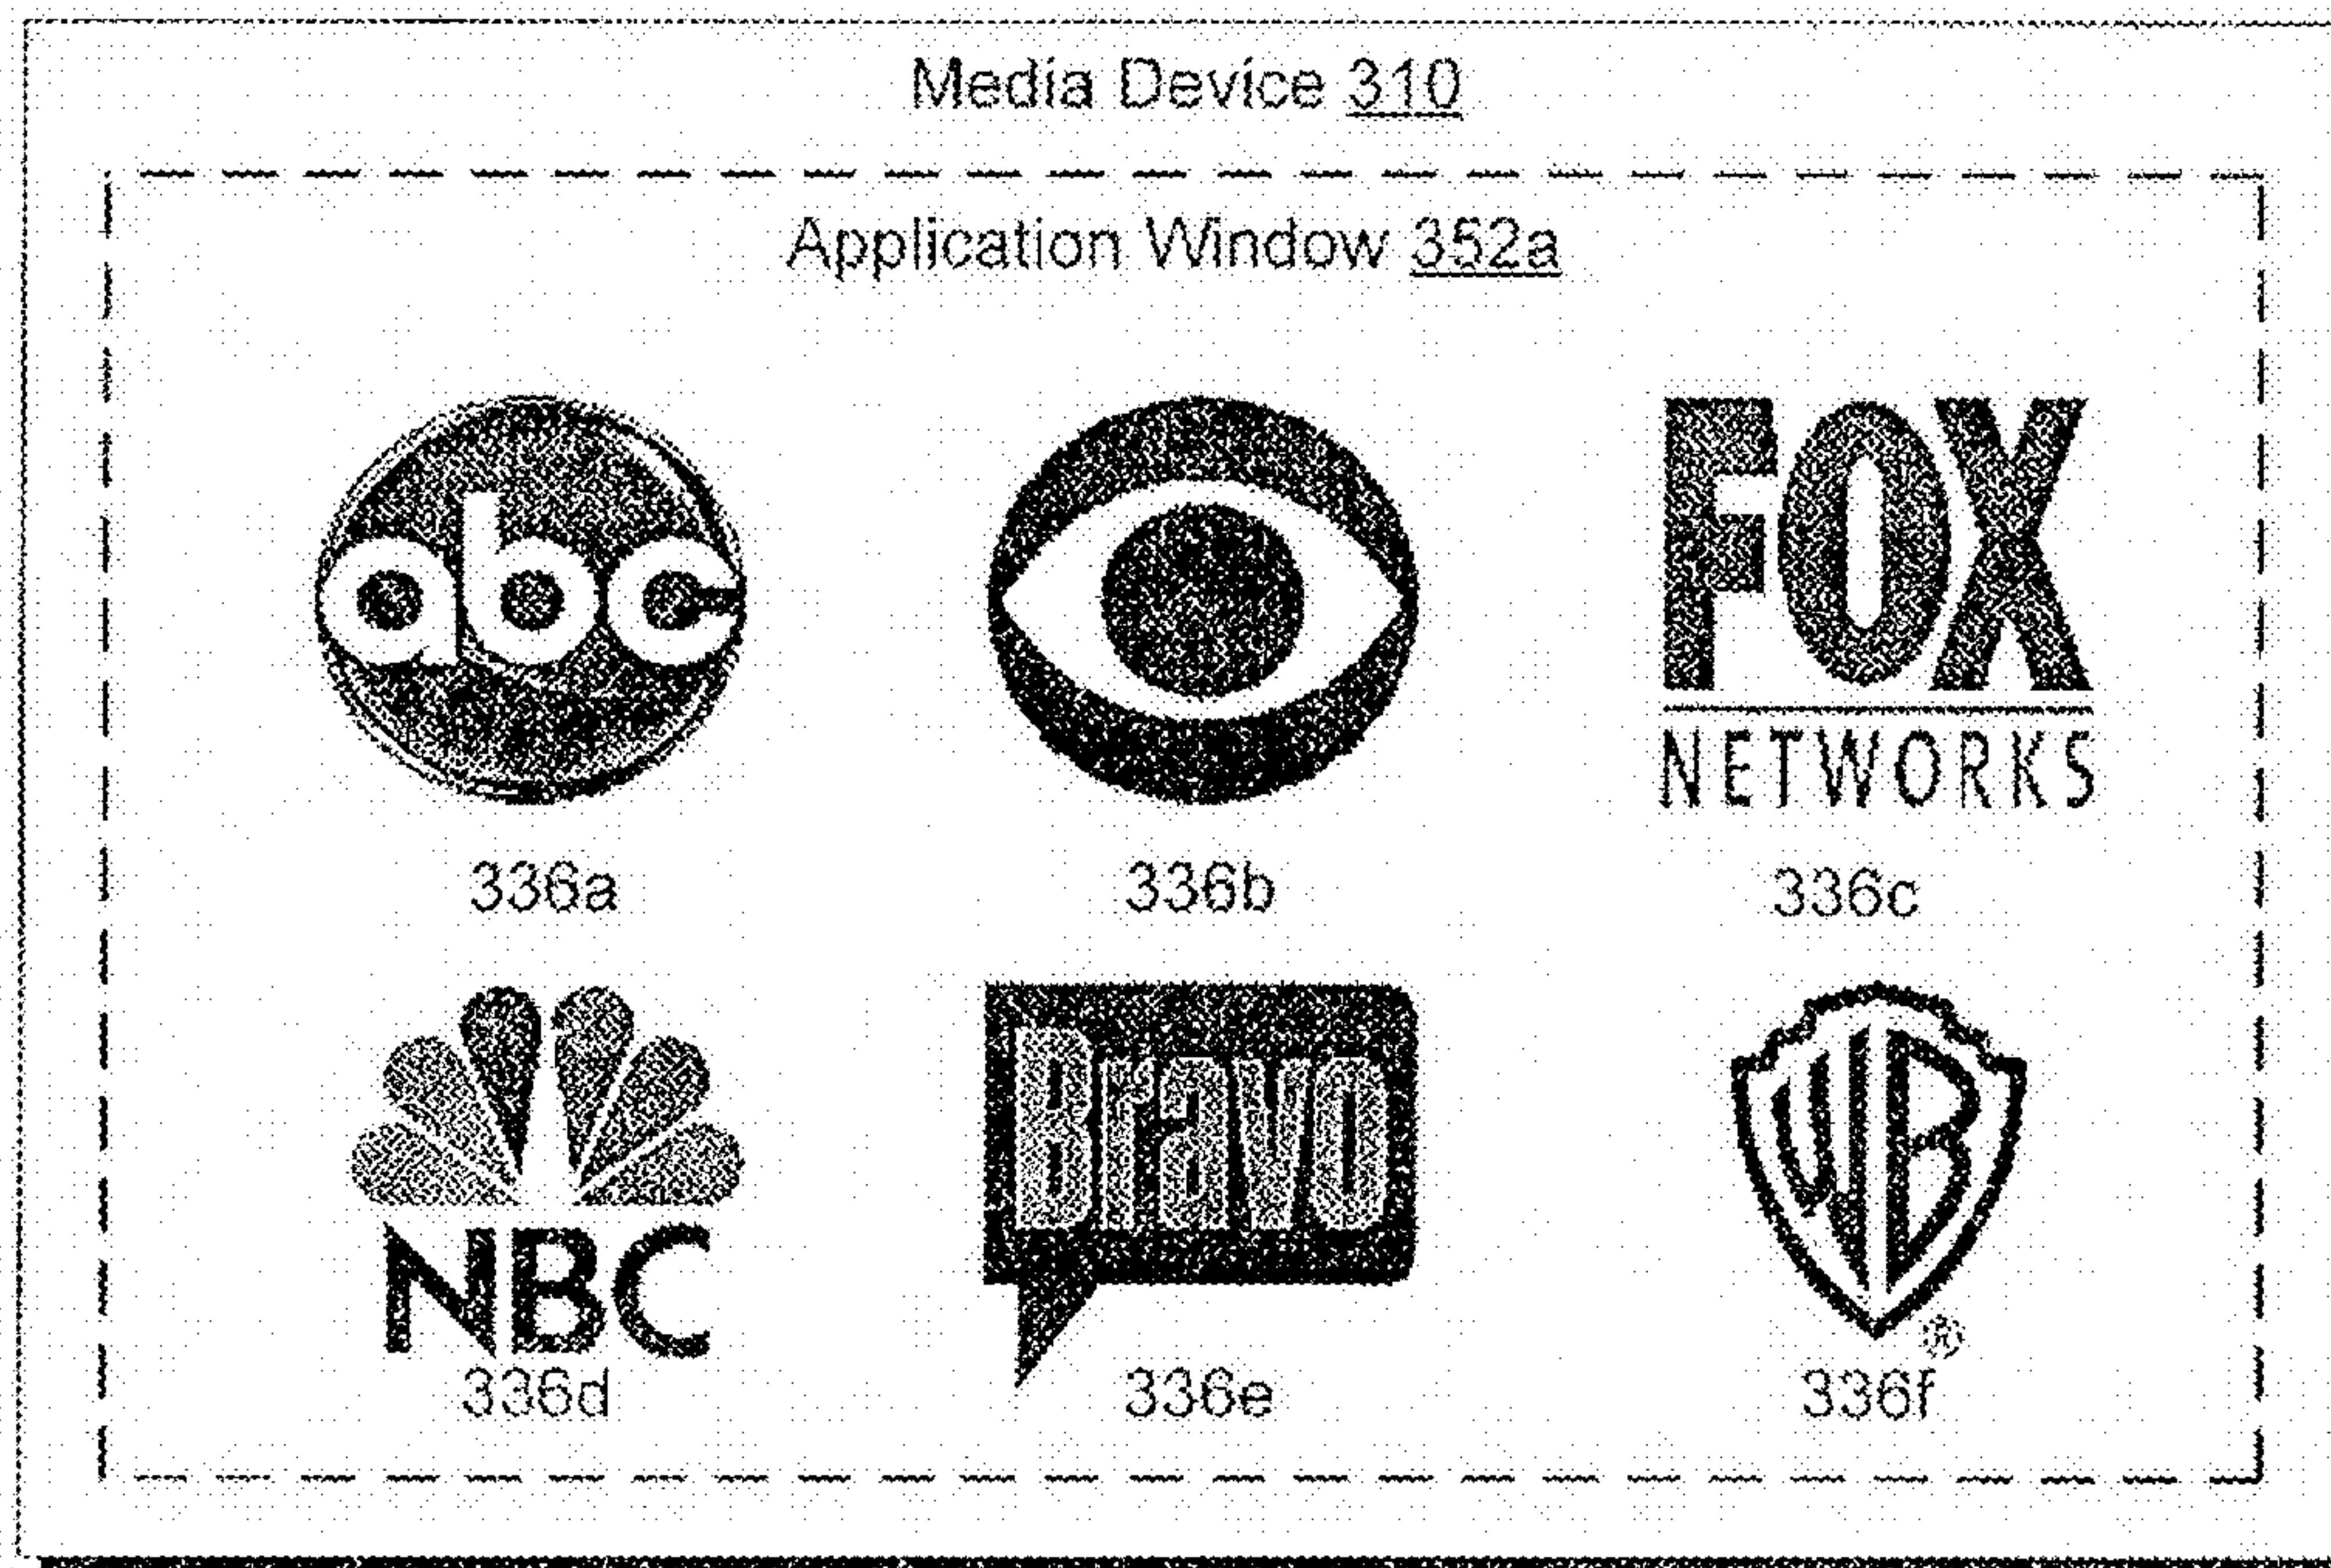 Media Device 310
Application Window 352a
abc
FOX
NETWORKS
336a 336b 336c
NBC
Bravo
WB
®
336d 336e 336f